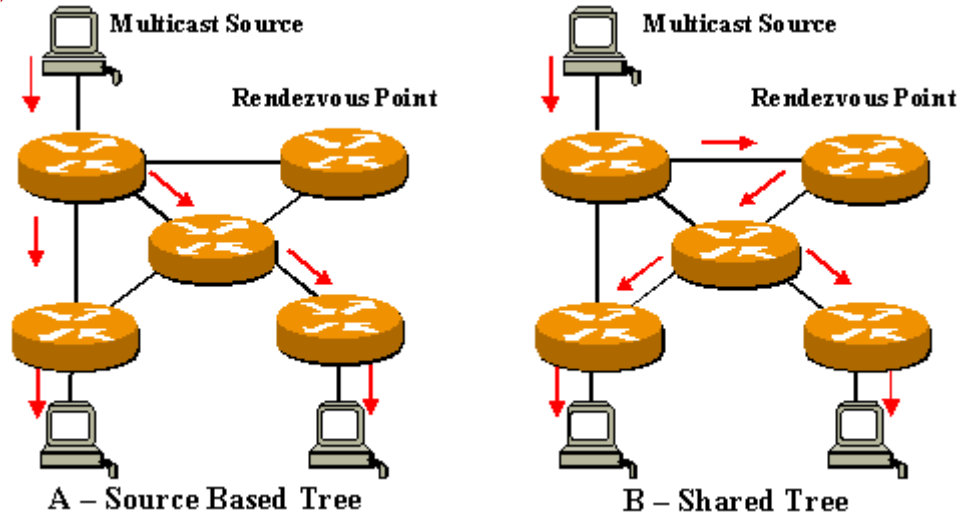 Multicast Source
Rendezvous Point
A – Source Based Tree
Multicast Source
Rendezvous Point
B – Shared Tree